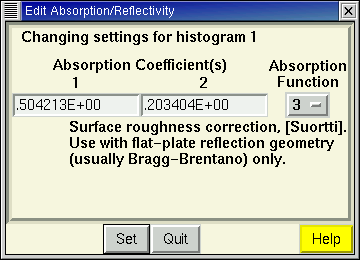 Edit Absorption/Reflectivity
Changing settings for histogram 1
Absorption Coefficient(s)
Absorption Function
1 2
.504213E+00 .203404E+00 3
Surface roughness correction, [Suortti].
Use with flat-plate reflection geometry
(usually Bragg-Brentano) only.
Set Quit Help